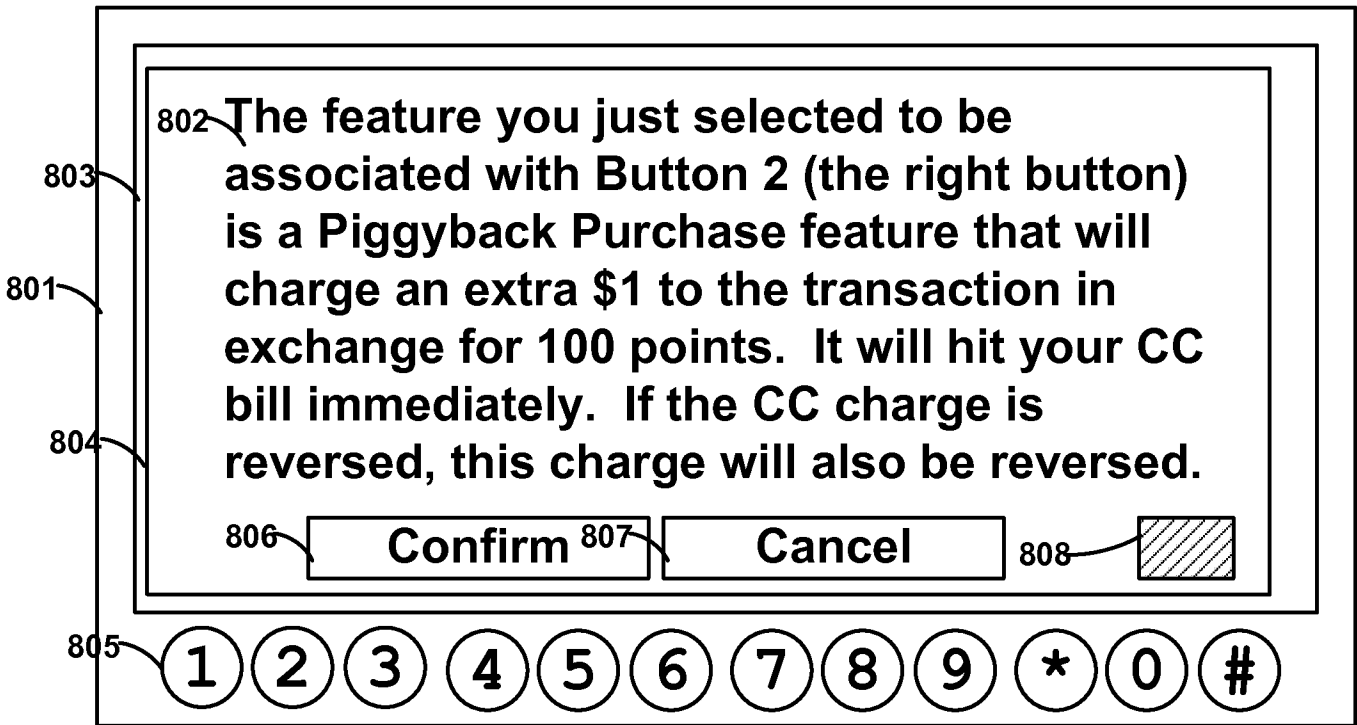 802 The feature you just selected to be
803 associated with Button 2 (the right button)
is a Piggyback Purchase feature that will
801 charge an extra $1 to the transaction in
exchange for 100 points.  It will hit your CC
bill immediately.  If the CC charge is
804 reversed, this charge will also be reversed.
806 Confirm 807 Cancel 808
805 1 2 3 4 5 6 7 8 9 * 0 #